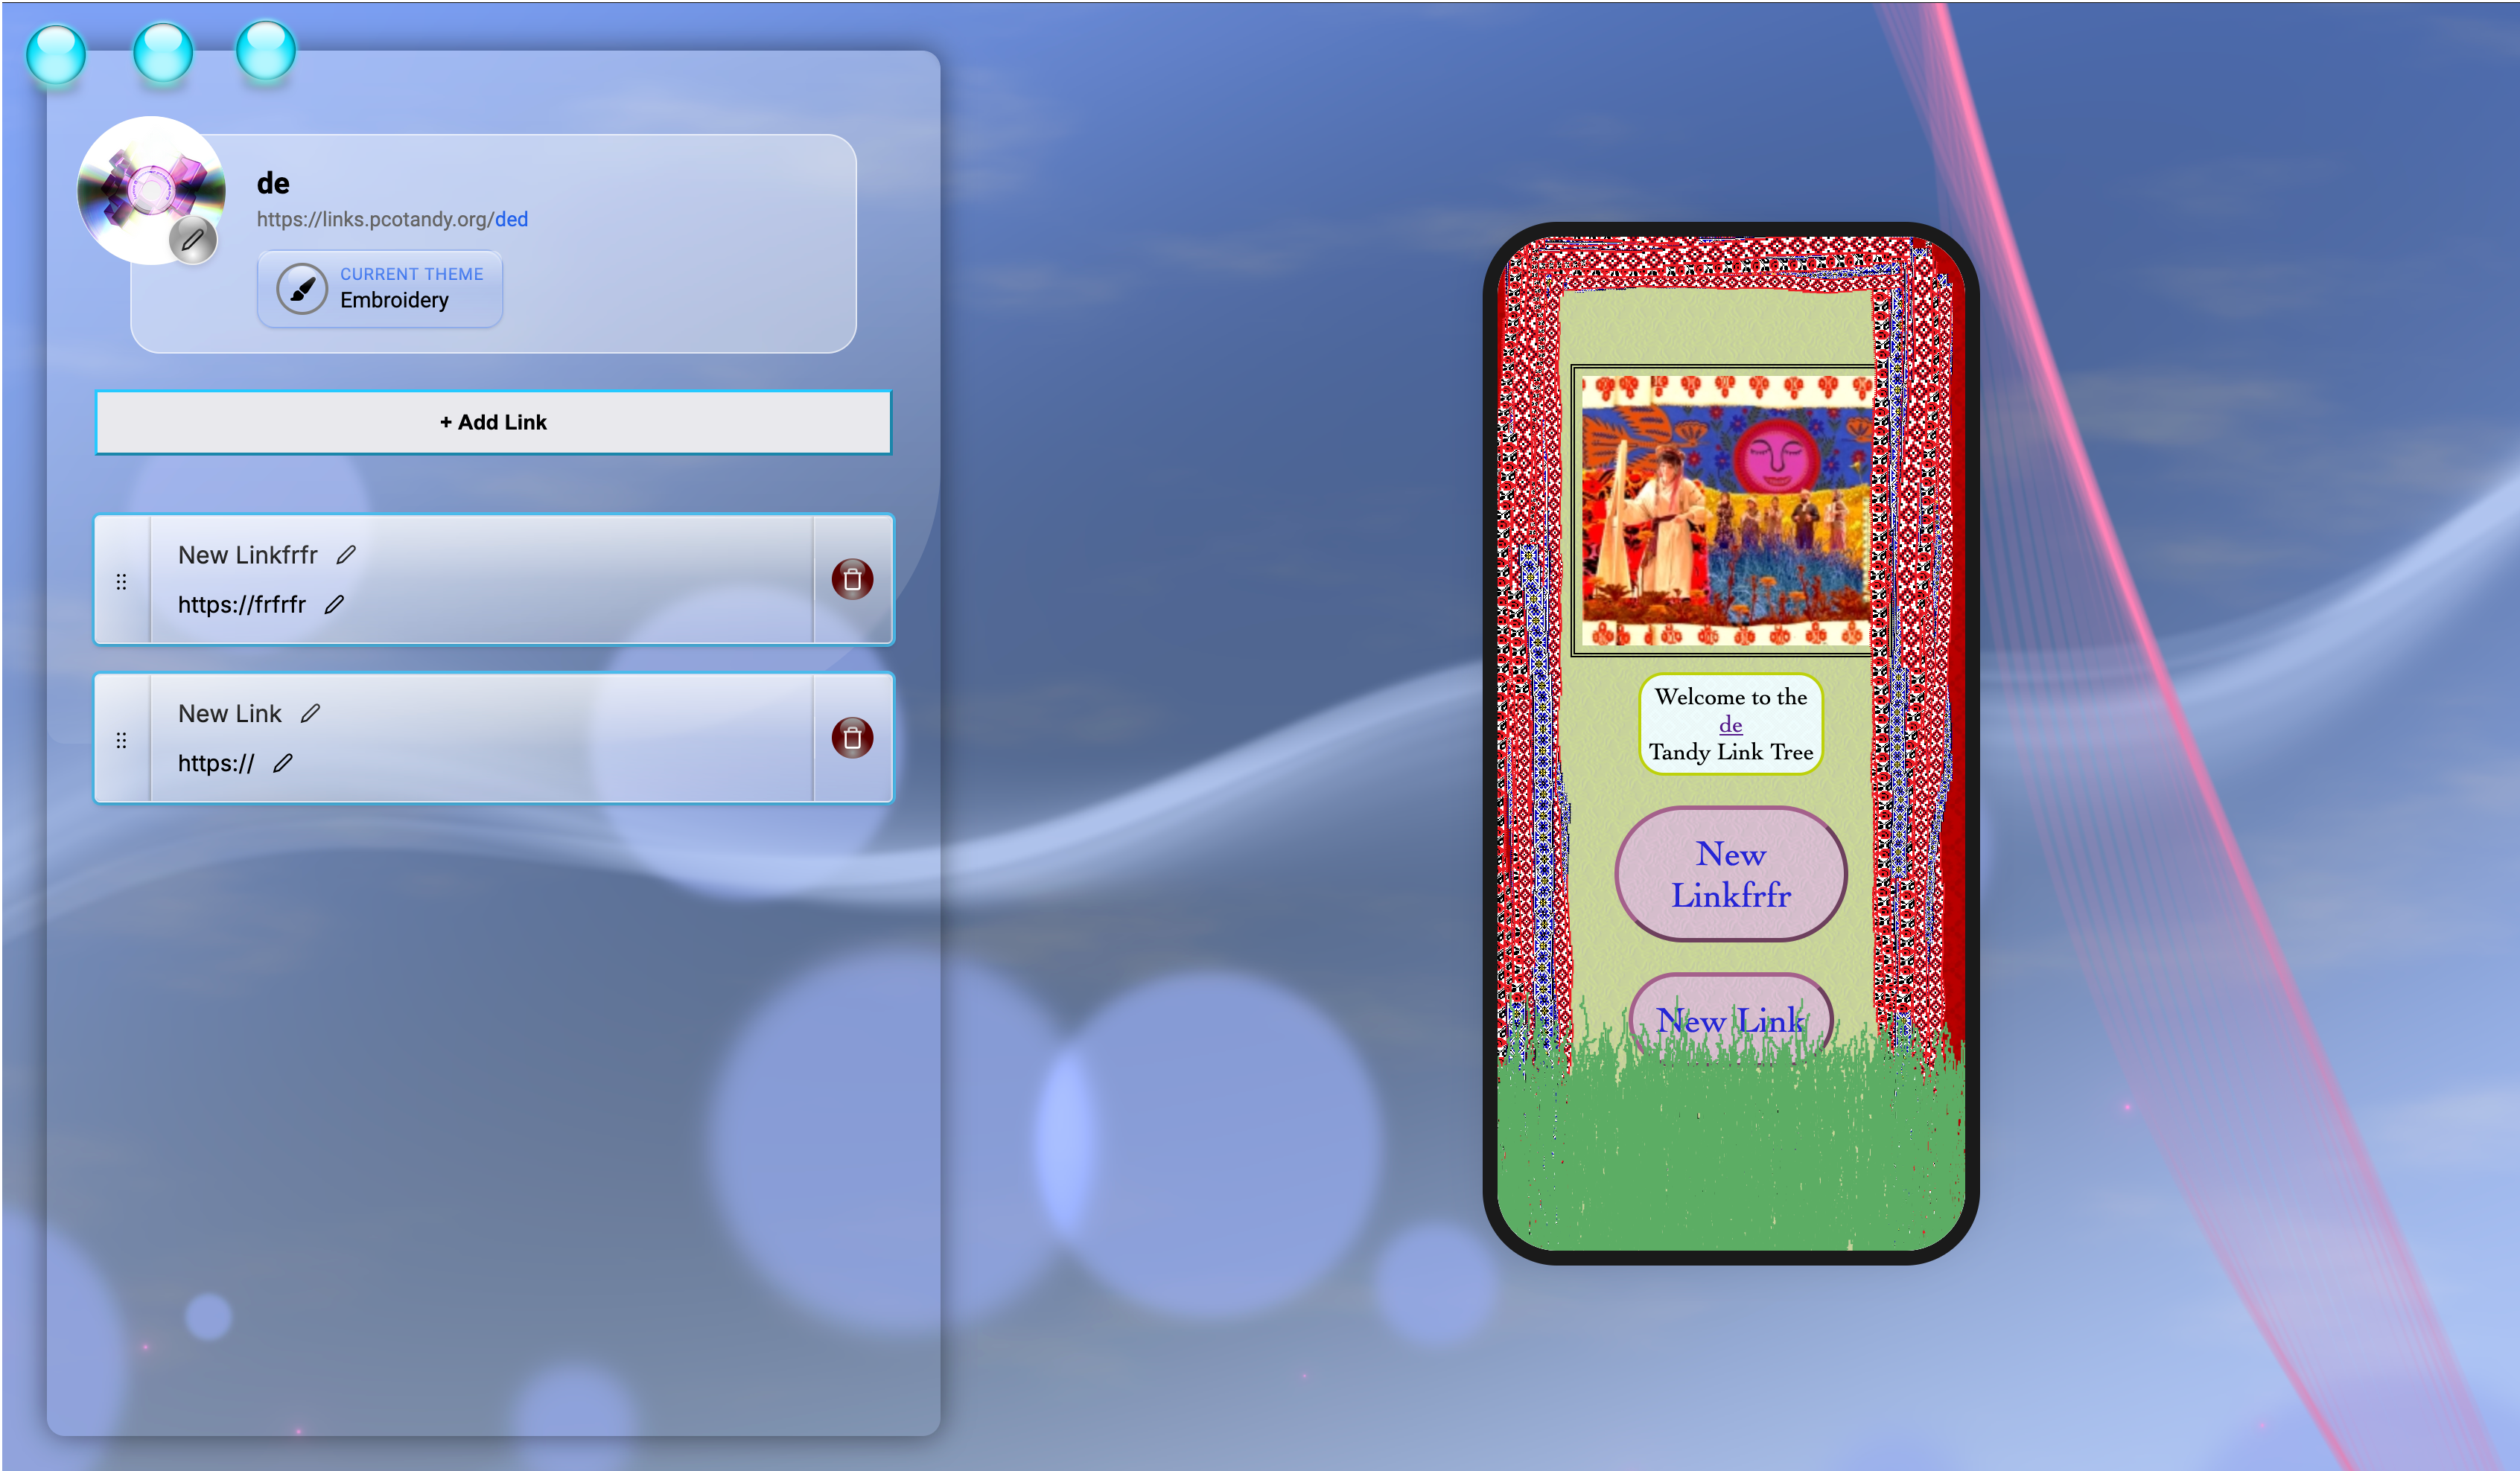 de
https://links.pcotandy.org/ded
CURRENT THEME
Embroidery
+ Add Link
New Linkfrfr
https://frfrfr
New Link
https://
Welcome to the
de
Tandy Link Tree
New
Linkfrfr
New Link